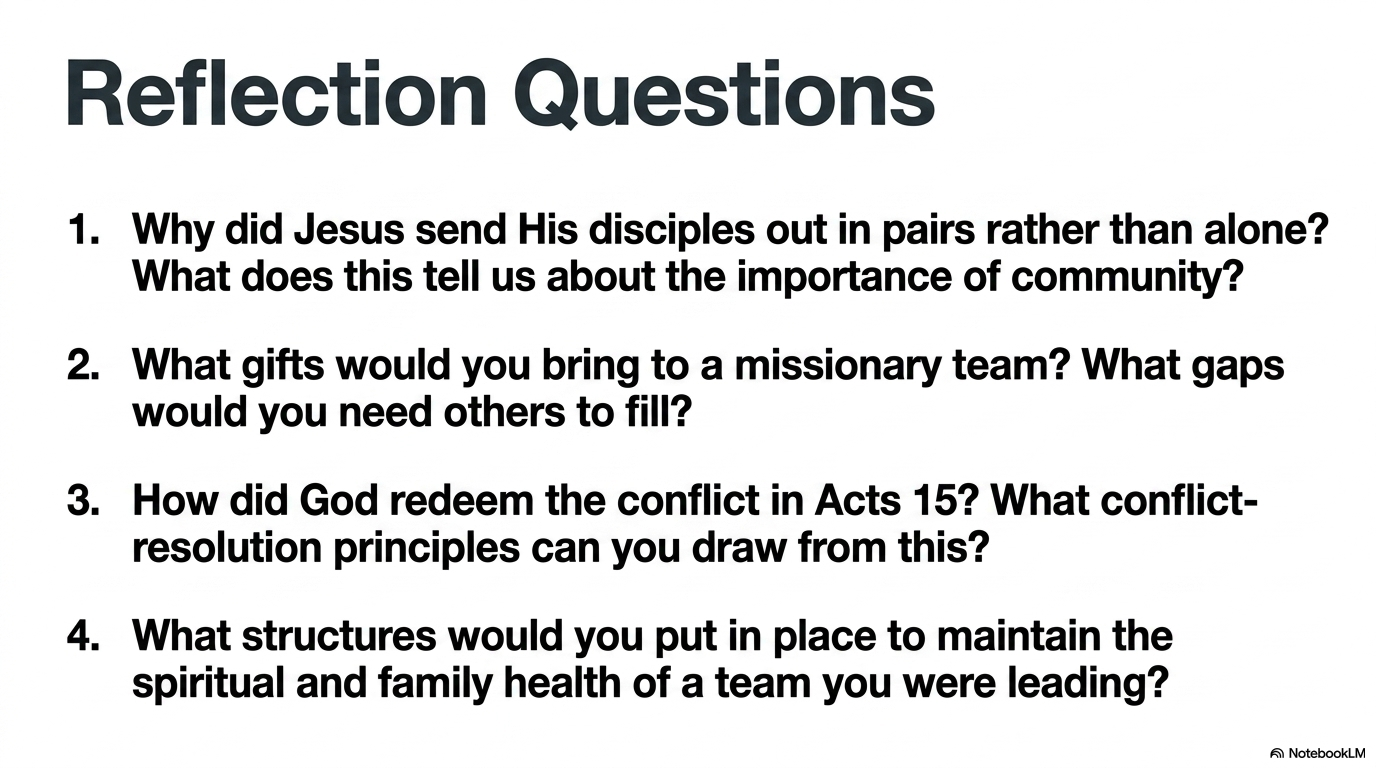 Reflection Questions
1. Why did Jesus send His disciples out in pairs rather than alone?
What does this tell us about the importance of community?
2. What gifts would you bring to a missionary team? What gaps
would you need others to fill?
3. How did God redeem the conflict in Acts 15? What conflict-
resolution principles can you draw from this?
4. What structures would you put in place to maintain the
spiritual and family health of a team you were leading?
NotebookLM